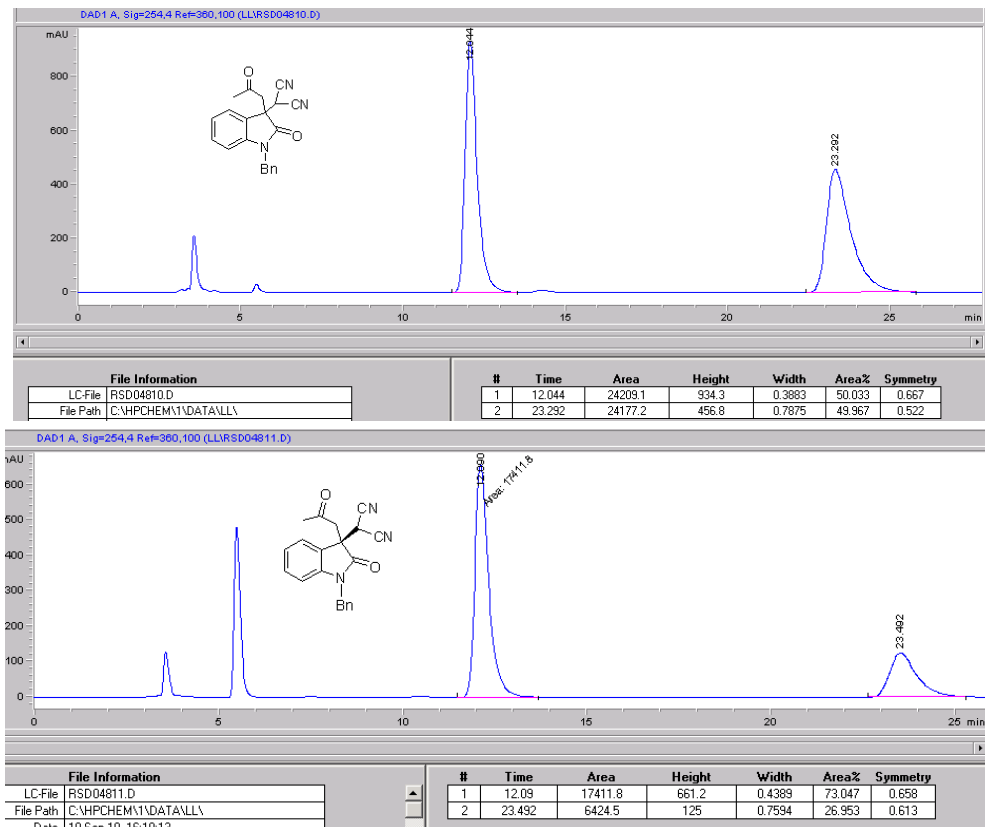 DAD1 A, Sig=254,4 Ref=360,100 (LL\RSD04810.D)
mAU
800
600
400
200
0
12.044
23.292
O
CN
CN
O
N
Bn
0 5 10 15 20 25 min
File Information
LC-File RSD04810.D
File Path C:\HPCHEM\1\DATA\LL\
# Time Area Height Width Area% Symmetry
1 12.044 24209.1 934.3 0.3883 50.033 0.667
2 23.292 24177.2 456.8 0.7875 49.967 0.522
DAD1 A, Sig=254,4 Ref=360,100 (LL\RSD04811.D)
mAU
600
500
400
300
200
100
0
12.090
Area: 17411.8
23.492
O
CN
CN
O
N
Bn
0 5 10 15 20 25 min
File Information
LC-File RSD04811.D
File Path C:\HPCHEM\1\DATA\LL\
# Time Area Height Width Area% Symmetry
1 12.09 17411.8 661.2 0.4389 73.047 0.658
2 23.492 6424.5 125 0.7594 26.953 0.613